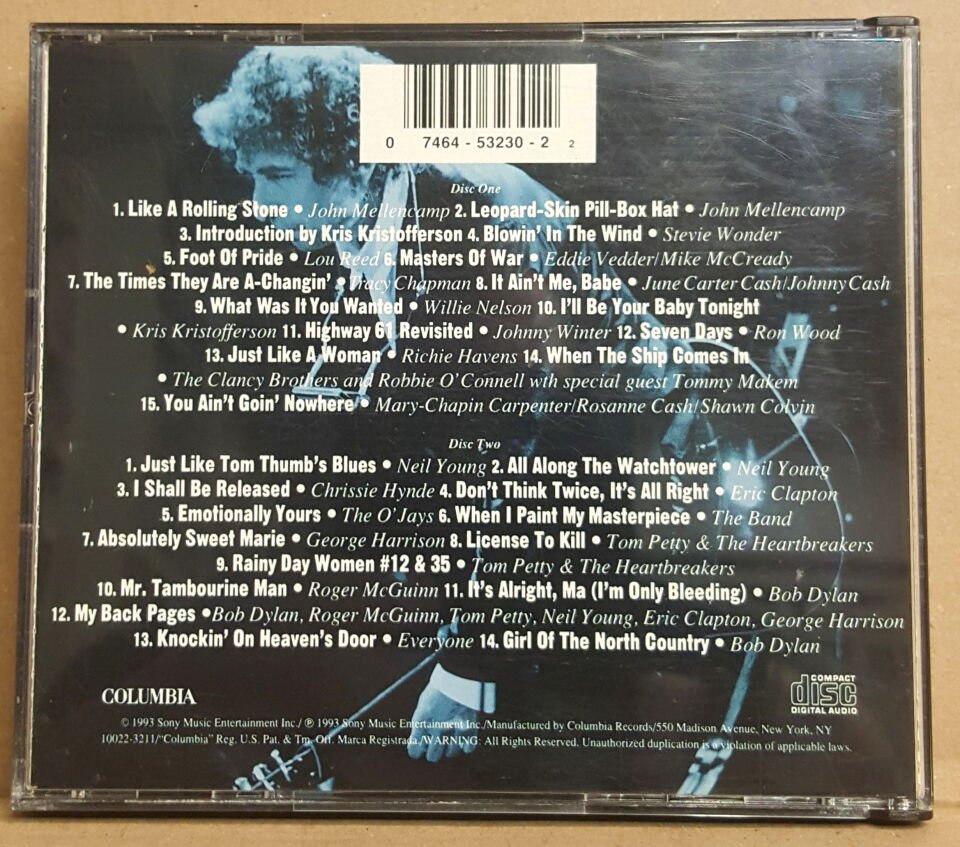 0 7464 - 53230 - 2 2
Disc One
1. Like A Rolling Stone • John Mellencamp 2. Leopard-Skin Pill-Box Hat • John Mellencamp
3. Introduction by Kris Kristofferson 4. Blowin' In The Wind • Stevie Wonder
5. Foot Of Pride • Lou Reed 6. Masters Of War • Eddie Vedder/Mike McCready
7. The Times They Are A-Changin' • Tracy Chapman 8. It Ain't Me, Babe • June Carter Cash/Johnny Cash
9. What Was It You Wanted • Willie Nelson 10. I'll Be Your Baby Tonight
• Kris Kristofferson 11. Highway 61 Revisited • Johnny Winter 12. Seven Days • Ron Wood
13. Just Like A Woman • Richie Havens 14. When The Ship Comes In
• The Clancy Brothers and Robbie O'Connell wth special guest Tommy Makem
15. You Ain't Goin' Nowhere • Mary-Chapin Carpenter/Rosanne Cash/Shawn Colvin
Disc Two
1. Just Like Tom Thumb's Blues • Neil Young 2. All Along The Watchtower • Neil Young
3. I Shall Be Released • Chrissie Hynde 4. Don't Think Twice, It's All Right • Eric Clapton
5. Emotionally Yours • The O'Jays 6. When I Paint My Masterpiece • The Band
7. Absolutely Sweet Marie • George Harrison 8. License To Kill • Tom Petty & The Heartbreakers
9. Rainy Day Women #12 & 35 • Tom Petty & The Heartbreakers
10. Mr. Tambourine Man • Roger McGuinn 11. It's Alright, Ma (I'm Only Bleeding) • Bob Dylan
12. My Back Pages • Bob Dylan, Roger McGuinn, Tom Petty, Neil Young, Eric Clapton, George Harrison
13. Knockin' On Heaven's Door • Everyone 14. Girl Of The North Country • Bob Dylan
COLUMBIA
COMPACT
disc
DIGITAL AUDIO
© 1993 Sony Music Entertainment Inc./ ℗ 1993 Sony Music Entertainment Inc./Manufactured by Columbia Records/550 Madison Avenue, New York, NY
10022-3211/"Columbia" Reg. U.S. Pat. & Tm. Off. Marca Registrada./WARNING: All Rights Reserved. Unauthorized duplication is a violation of applicable laws.